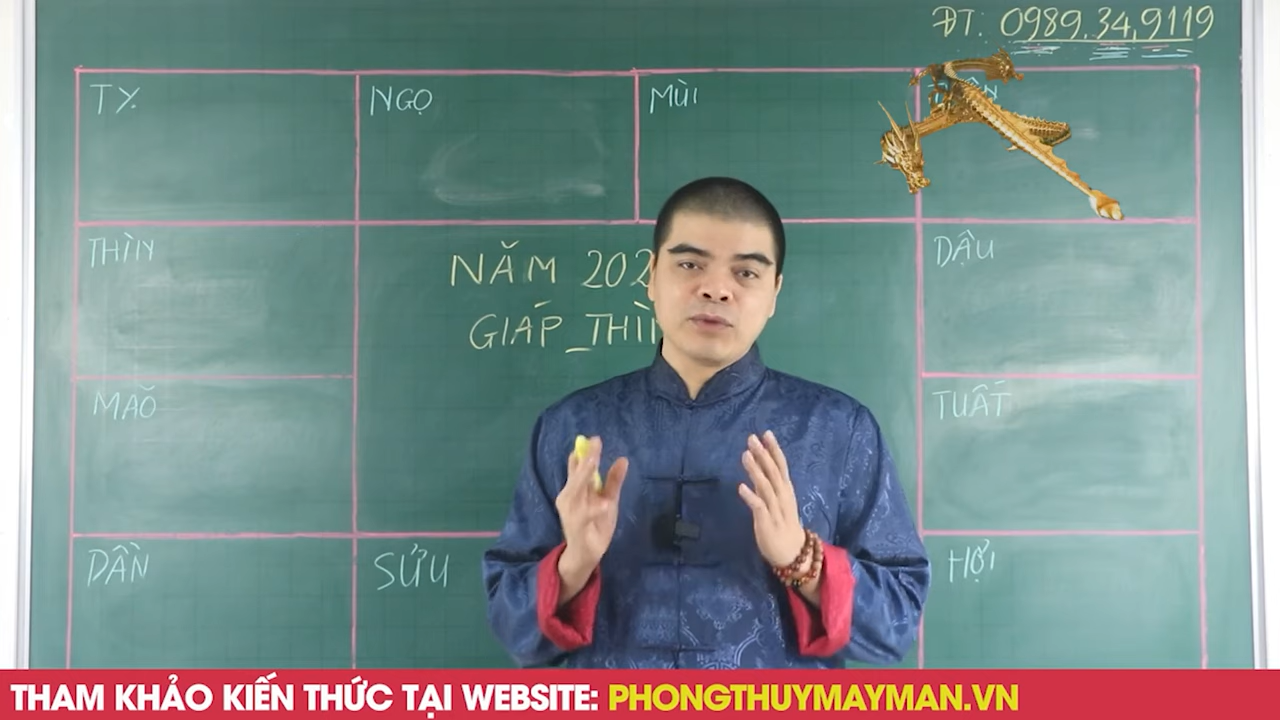 ĐT: 0989.34.9119
TỴ
NGỌ
MÙI
THÌN
NĂM 202
DẬU
GIÁP_THÌ
MÃO
TUẤT
DẦN
SỬU
HỢI
THAM KHẢO KIẾN THỨC TẠI WEBSITE: PHONGTHUYMAYMAN.VN